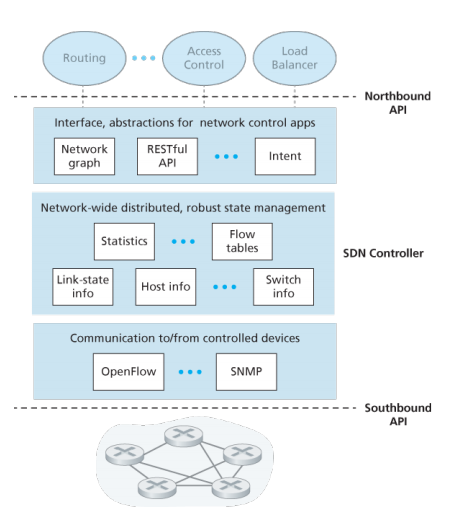 Routing
Access
Control
Load
Balancer
Northbound
API
Interface, abstractions for network control apps
Network
graph
RESTful
API
Intent
Network-wide distributed, robust state management
Statistics
Flow
tables
SDN Controller
Link-state
info
Host info
Switch
info
Communication to/from controlled devices
OpenFlow
SNMP
Southbound
API